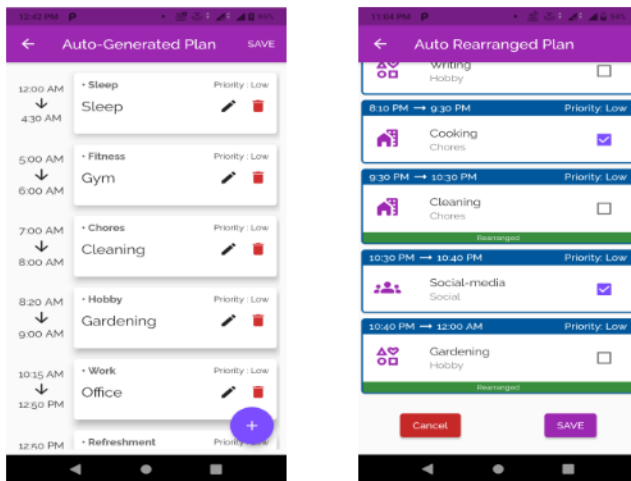 12:42 PM P
Auto-Generated Plan SAVE
12:00 AM
4:30 AM
• Sleep Priority : Low
Sleep
5:00 AM
6:00 AM
• Fitness Priority : Low
Gym
7:00 AM
8:00 AM
• Chores Priority : Low
Cleaning
8:20 AM
9:00 AM
• Hobby Priority : Low
Gardening
10:15 AM
12:50 PM
• Work Priority : Low
Office
+
12:50 PM
• Refreshment
11:04 PM P
Auto Rearranged Plan
Writing
Hobby
8:10 PM → 9:30 PM Priority: Low
Cooking
Chores
9:30 PM → 10:30 PM Priority: Low
Cleaning
Chores
Rearranged
10:30 PM → 10:40 PM Priority: Low
Social-media
Social
10:40 PM → 12:00 AM Priority: Low
Gardening
Hobby
Rearranged
Cancel SAVE